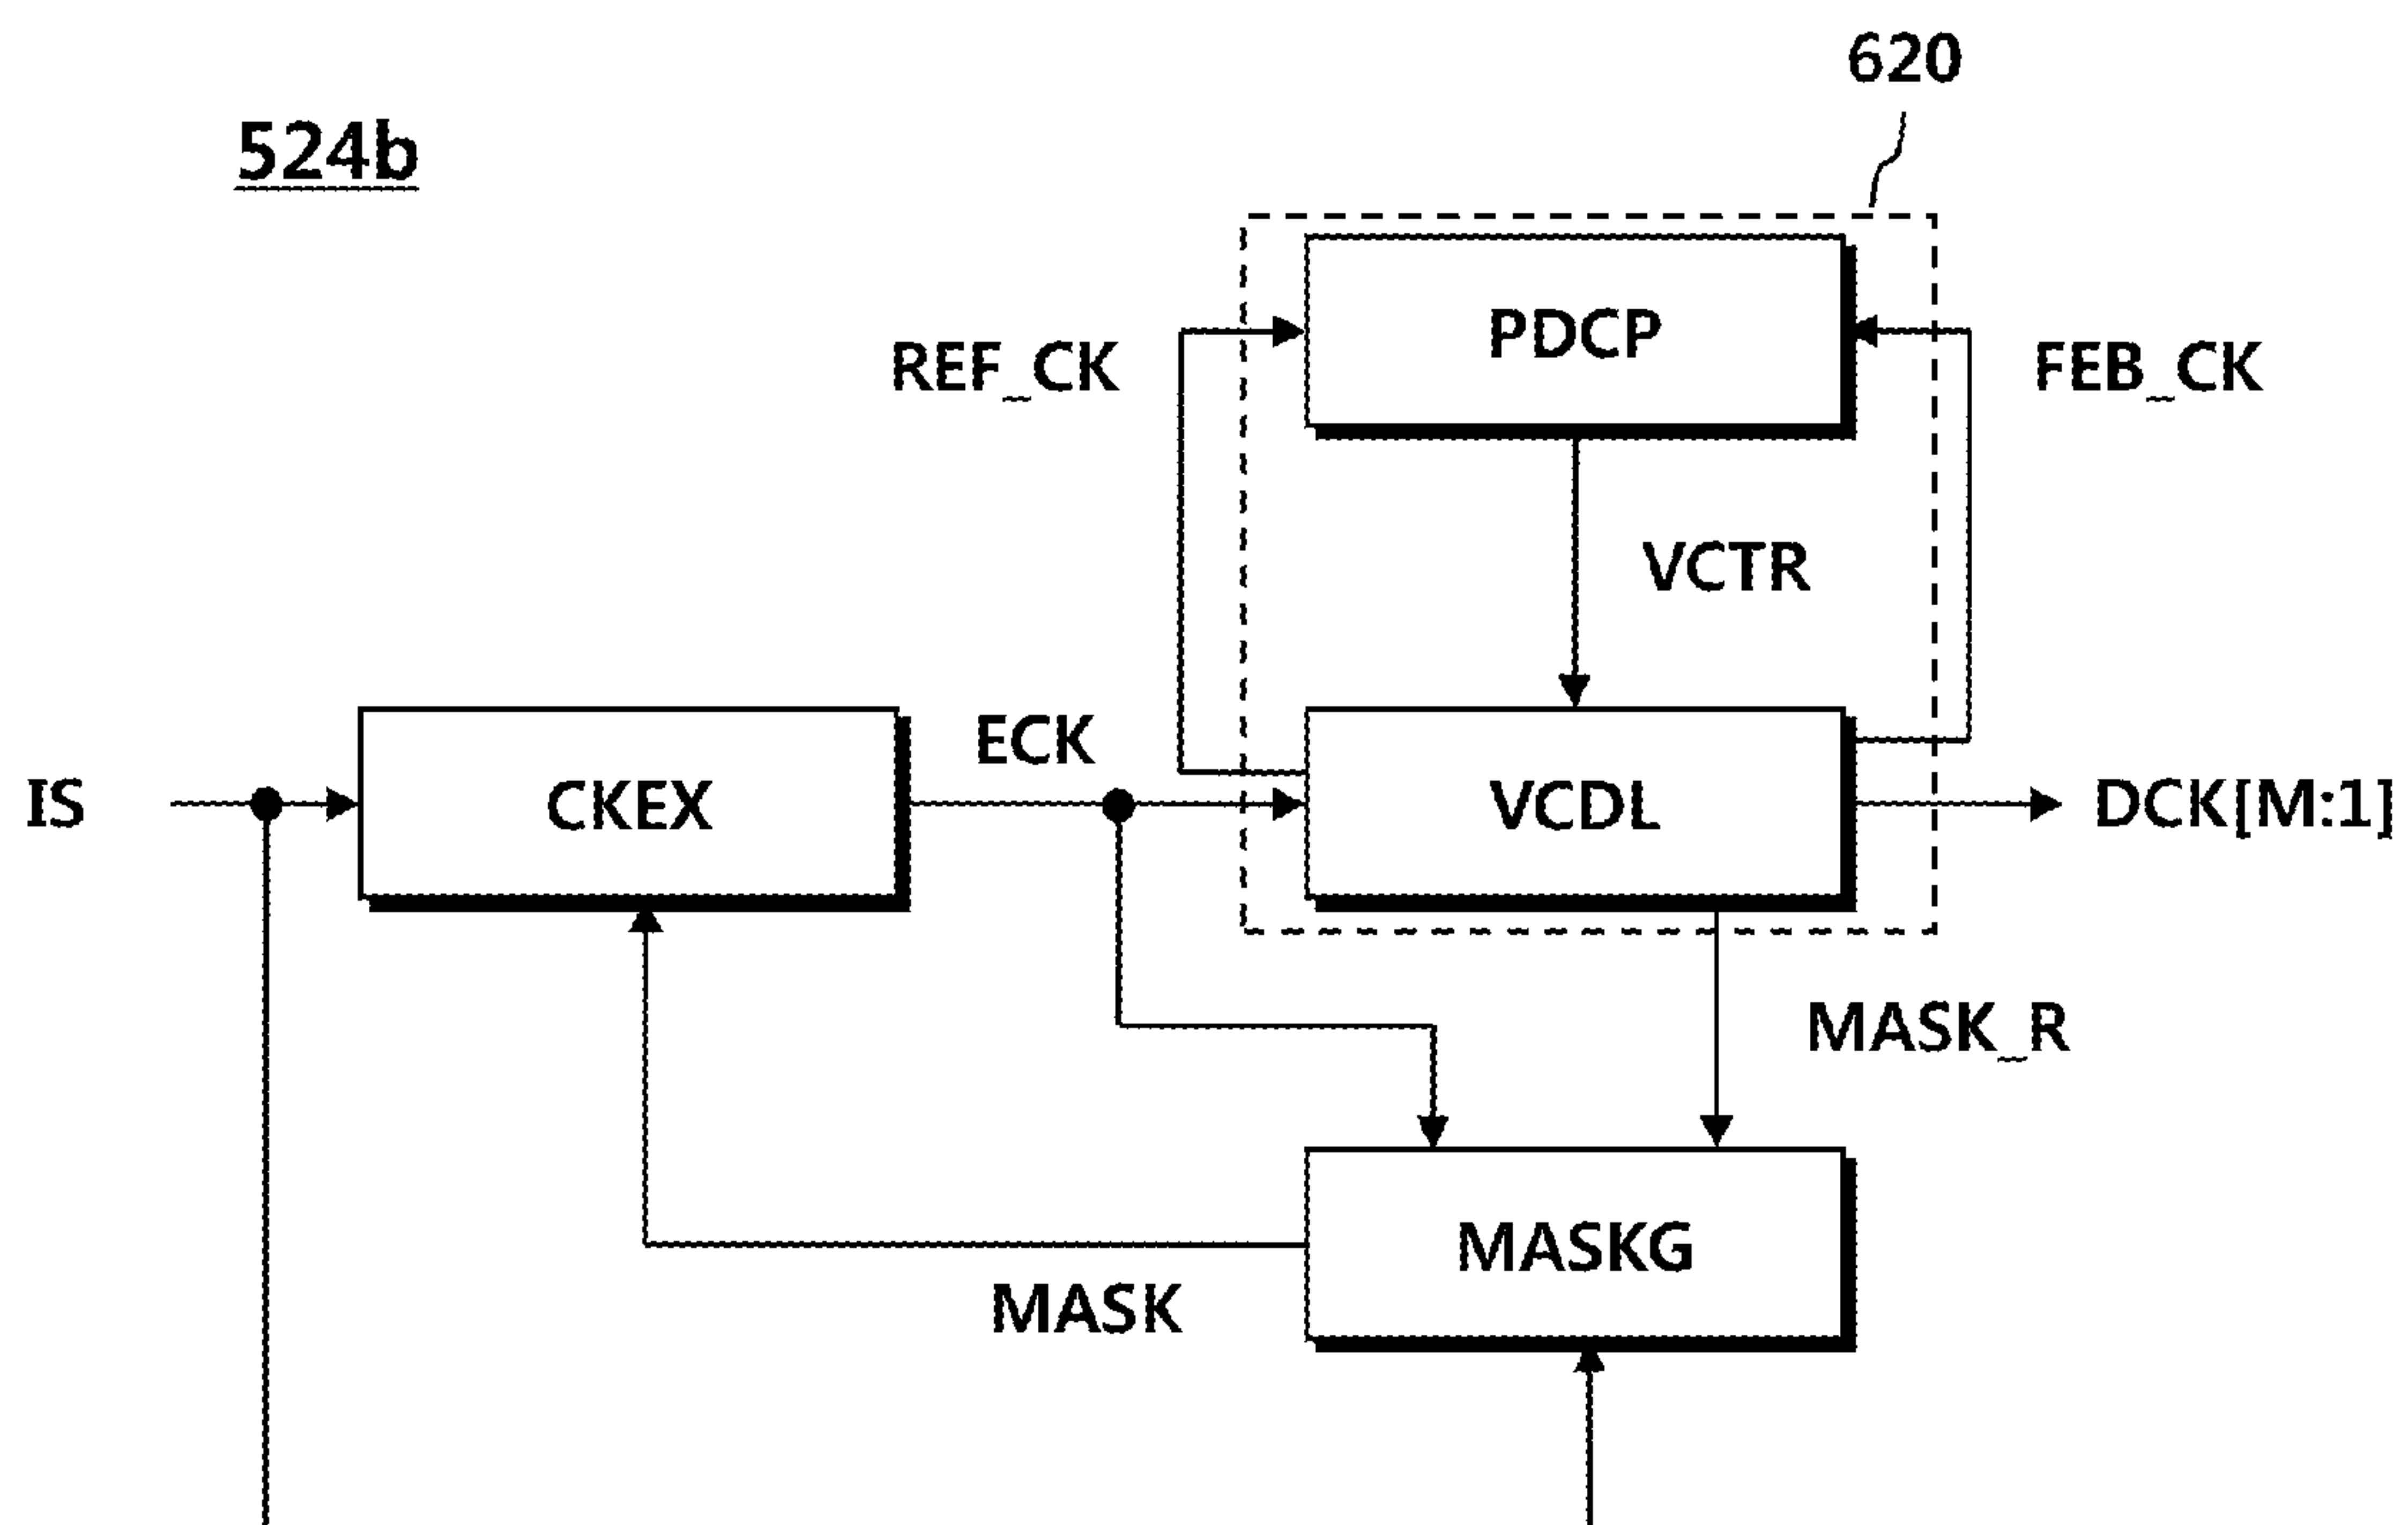 620
524b
PDCP
REF_CK
FEB_CK
VCTR
ECK
IS
CKEX
VCDL
DCK[M:1]
MASK_R
MASKG
MASK